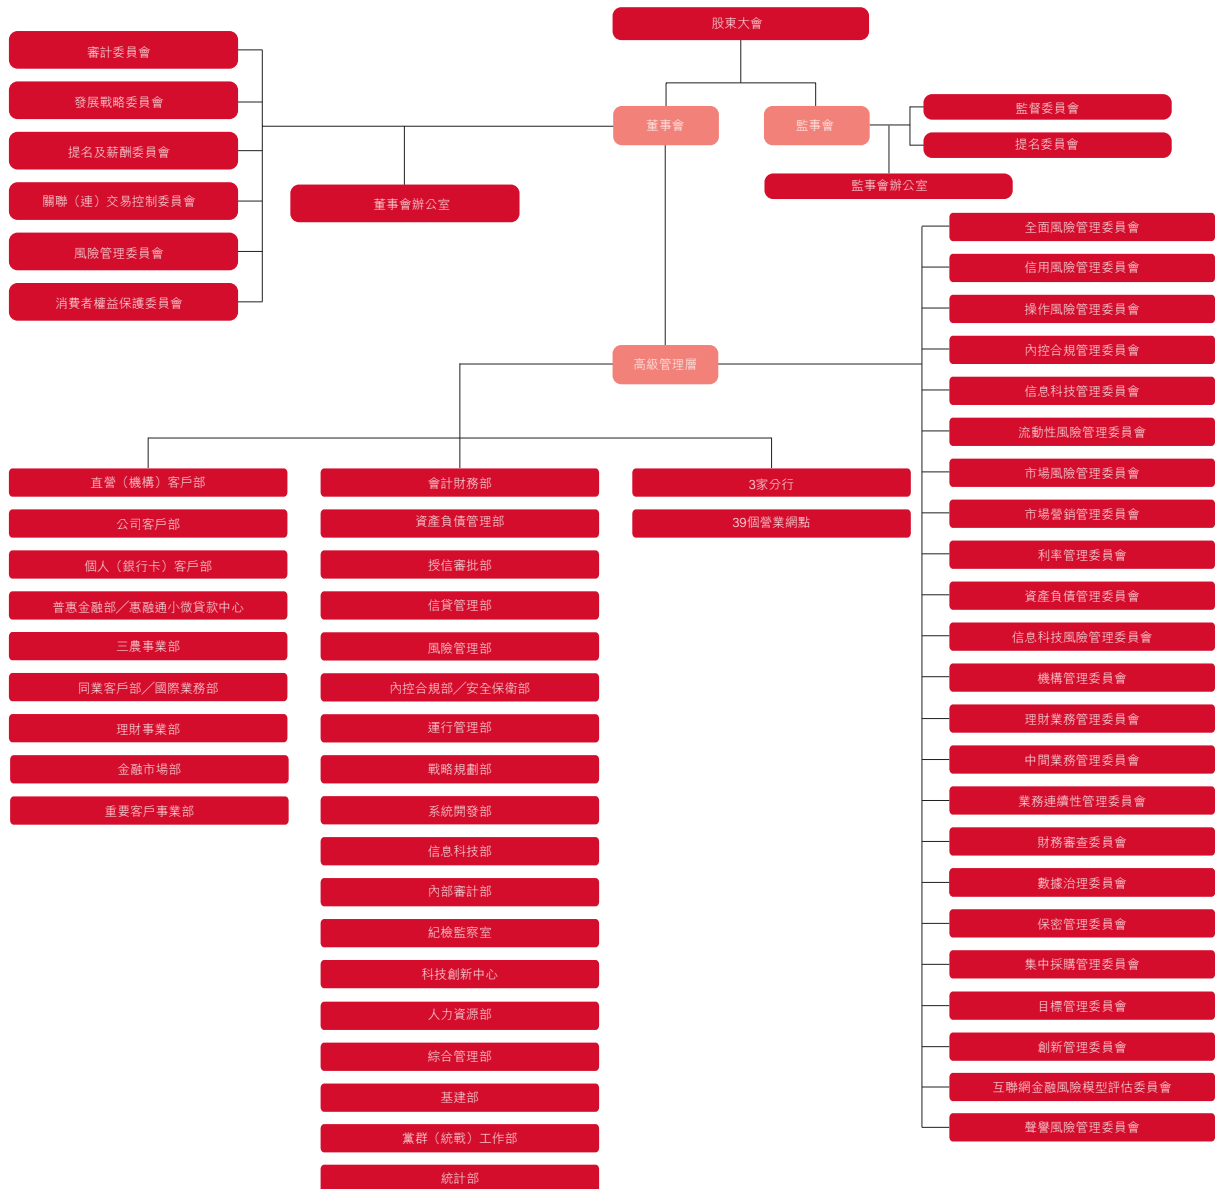 股東大會
審計委員會
發展戰略委員會
提名及薪酬委員會
關聯（連）交易控制委員會
風險管理委員會
消費者權益保護委員會
董事會
監事會
監督委員會
提名委員會
監事會辦公室
董事會辦公室
高級管理層
全面風險管理委員會
信用風險管理委員會
操作風險管理委員會
內控合規管理委員會
信息科技管理委員會
流動性風險管理委員會
市場風險管理委員會
市場營銷管理委員會
利率管理委員會
資產負債管理委員會
信息科技風險管理委員會
機構管理委員會
理財業務管理委員會
中間業務管理委員會
業務連續性管理委員會
財務審查委員會
數據治理委員會
保密管理委員會
集中採購管理委員會
目標管理委員會
創新管理委員會
互聯網金融風險模型評估委員會
聲譽風險管理委員會
直營（機構）客戶部
公司客戶部
個人（銀行卡）客戶部
普惠金融部／惠融通小微貸款中心
三農事業部
同業客戶部／國際業務部
理財事業部
金融市場部
重要客戶事業部
會計財務部
資產負債管理部
授信審批部
信貸管理部
風險管理部
內控合規部／安全保衛部
運行管理部
戰略規劃部
系統開發部
信息科技部
內部審計部
紀檢監察室
科技創新中心
人力資源部
綜合管理部
基建部
黨群（統戰）工作部
統計部
3家分行
39個營業網點